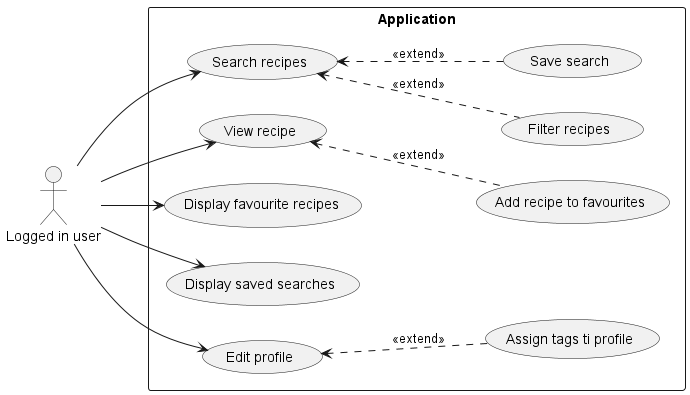 Application
Search recipes
«extend»
Save search
«extend»
Filter recipes
View recipe
«extend»
Add recipe to favourites
Logged in user
Display favourite recipes
Display saved searches
Edit profile
«extend»
Assign tags ti profile